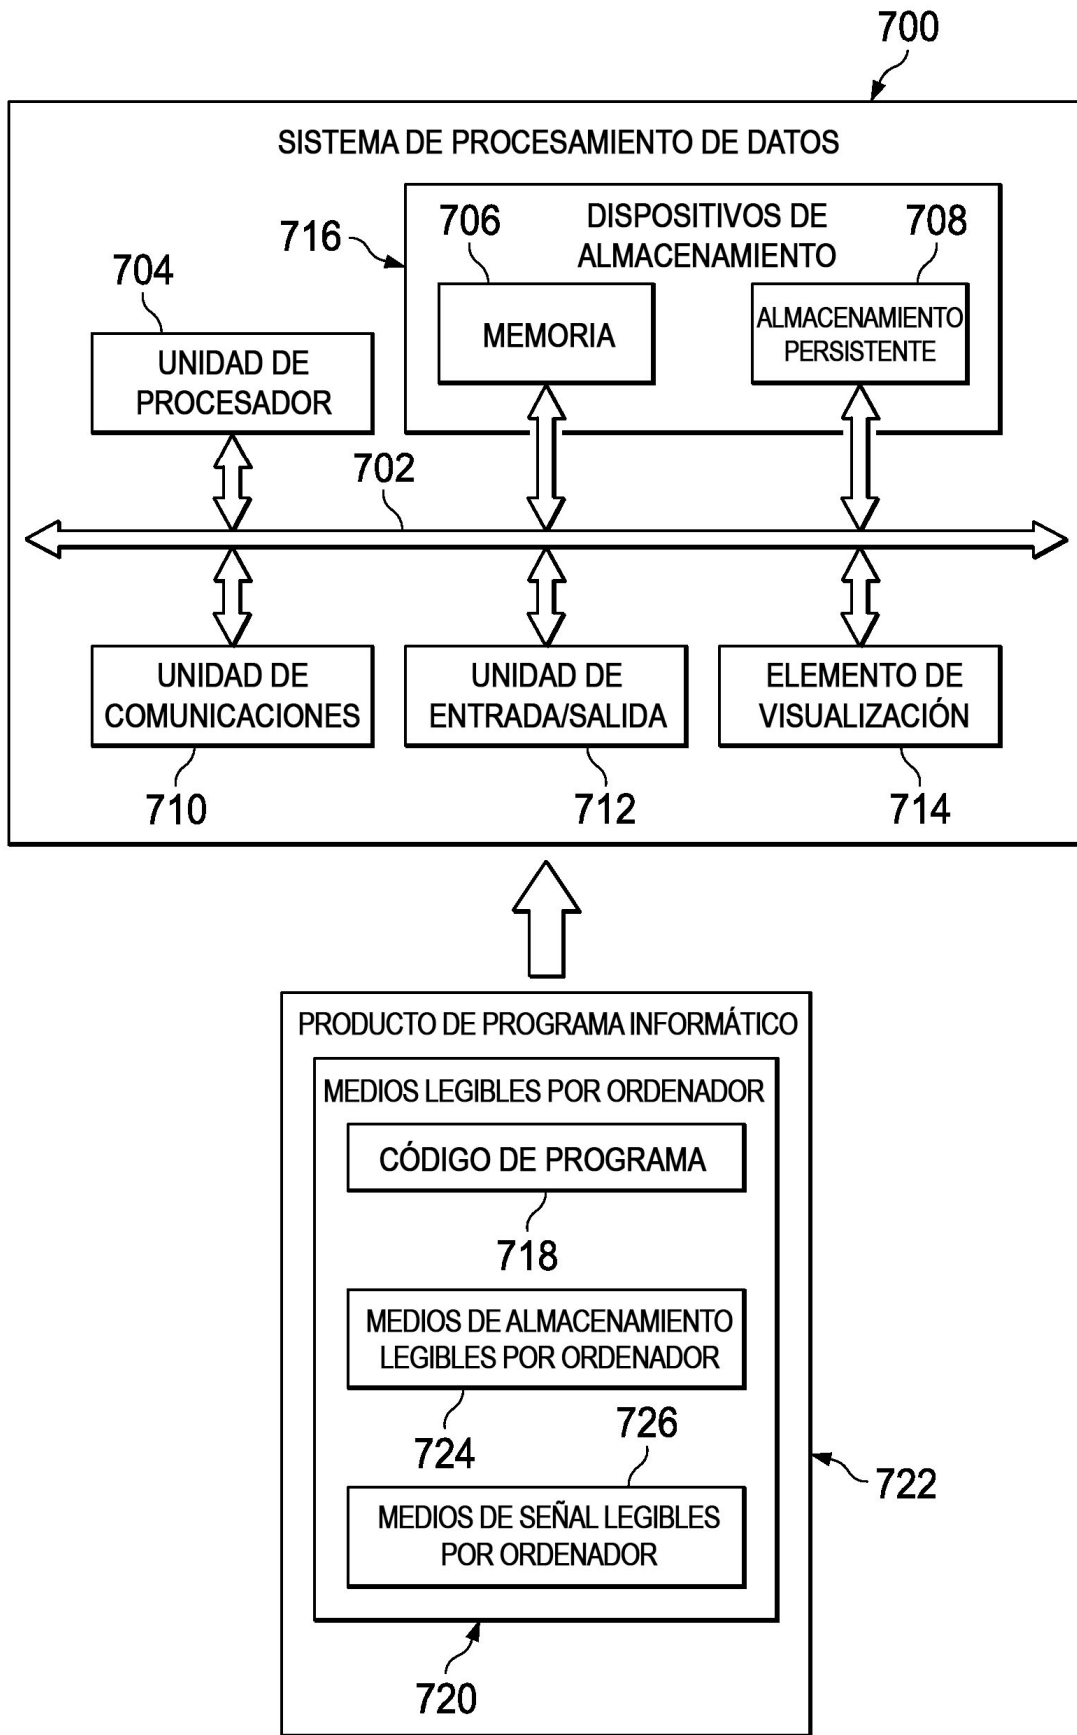 700
SISTEMA DE PROCESAMIENTO DE DATOS
716
DISPOSITIVOS DE
ALMACENAMIENTO
706
708
704
MEMORIA
ALMACENAMIENTO
PERSISTENTE
UNIDAD DE
PROCESADOR
702
UNIDAD DE
COMUNICACIONES
UNIDAD DE
ENTRADA/SALIDA
ELEMENTO DE
VISUALIZACIÓN
710
712
714
PRODUCTO DE PROGRAMA INFORMÁTICO
MEDIOS LEGIBLES POR ORDENADOR
CÓDIGO DE PROGRAMA
718
MEDIOS DE ALMACENAMIENTO
LEGIBLES POR ORDENADOR
724
726
722
MEDIOS DE SEÑAL LEGIBLES
POR ORDENADOR
720